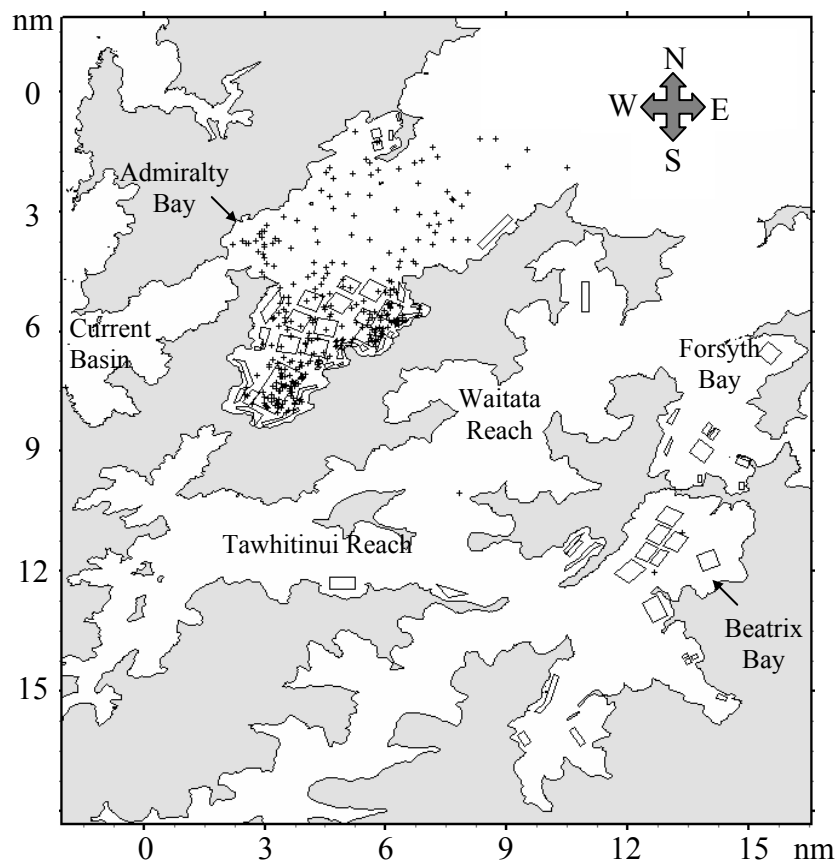 nm
N
0
W
E
S
Admiralty
Bay
3
6
Current
Basin
Forsyth
Bay
Waitata
Reach
9
Tawhitinui Reach
12
Beatrix
Bay
15
0
3
6
9
12
15
nm